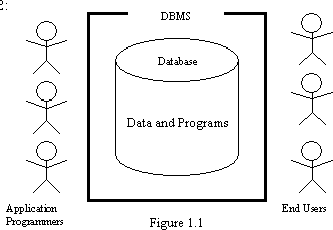 2:
DBMS
Database
Data and Programs
Application
Programmers
End Users
Figure 1.1